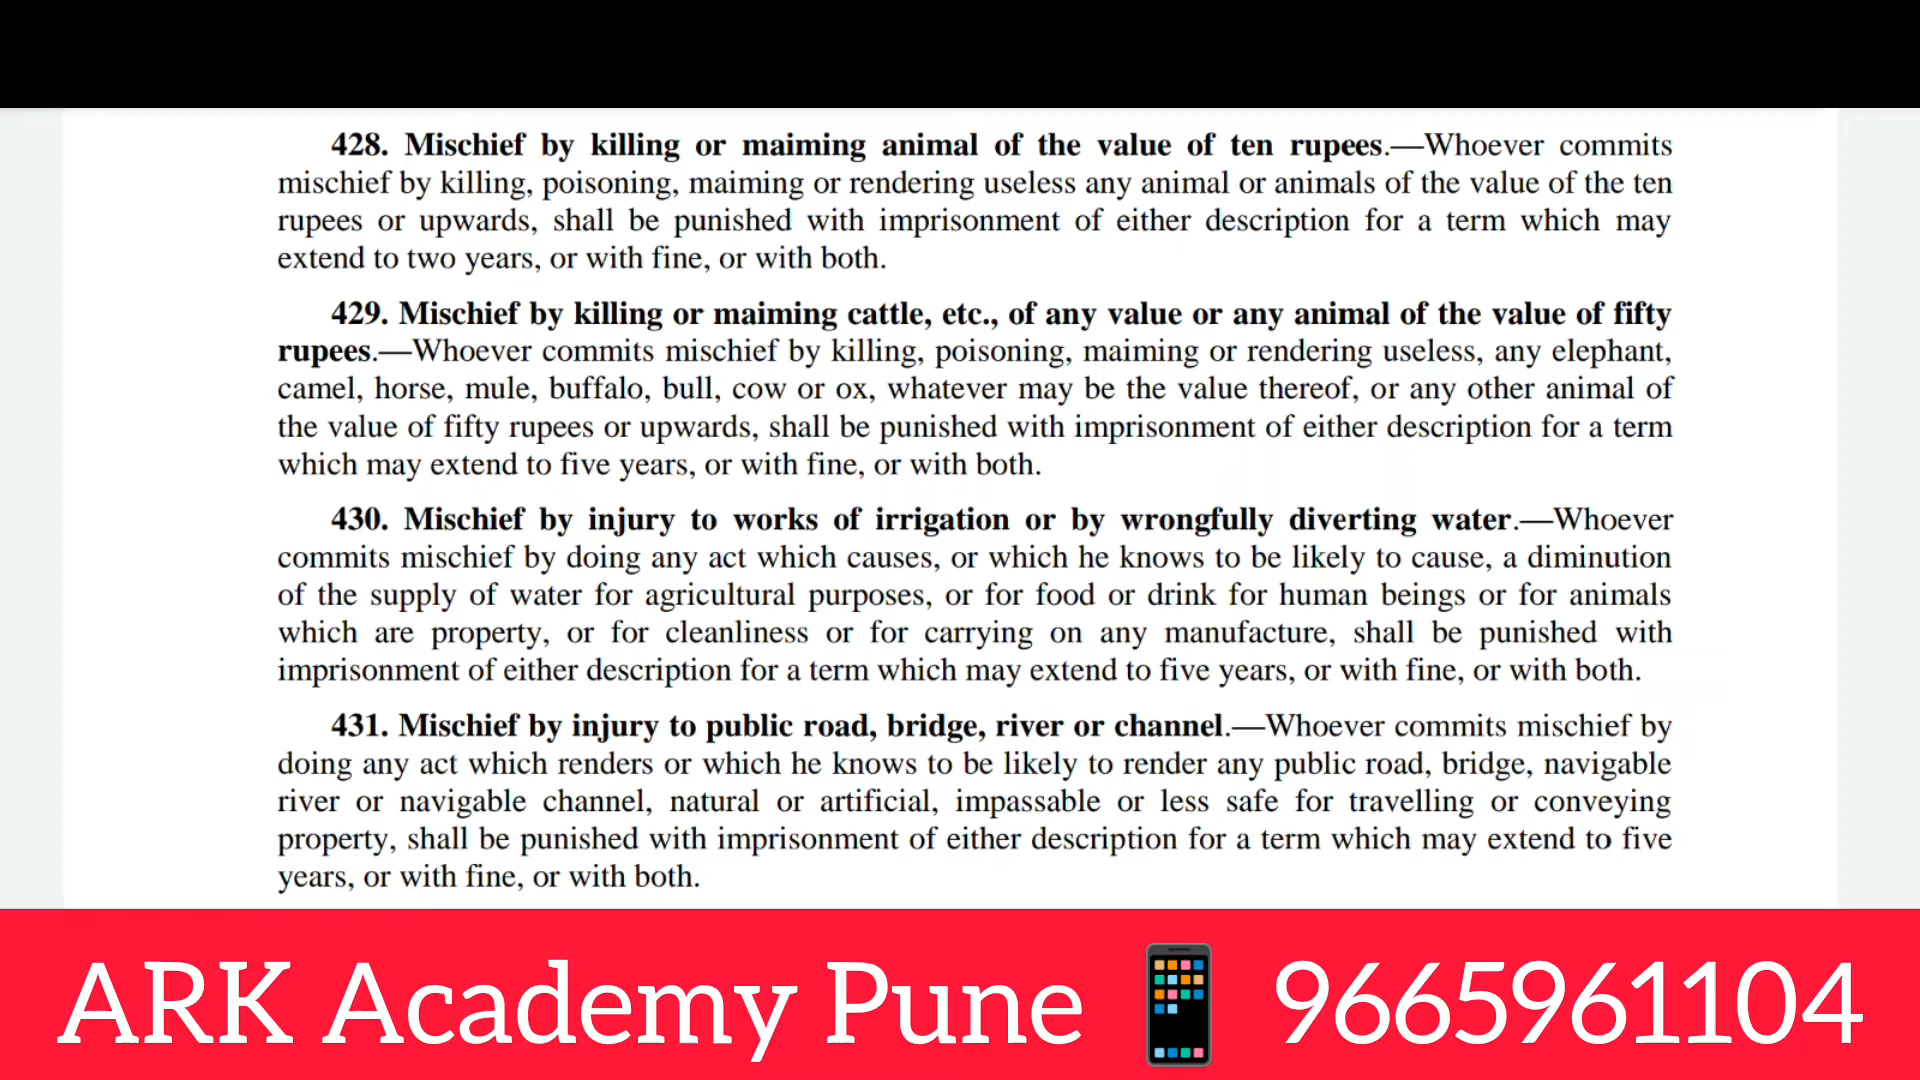 428. Mischief by killing or maiming animal of the value of ten rupees.—Whoever commits
mischief by killing, poisoning, maiming or rendering useless any animal or animals of the value of the ten
rupees or upwards, shall be punished with imprisonment of either description for a term which may
extend to two years, or with fine, or with both.
429. Mischief by killing or maiming cattle, etc., of any value or any animal of the value of fifty
rupees.—Whoever commits mischief by killing, poisoning, maiming or rendering useless, any elephant,
camel, horse, mule, buffalo, bull, cow or ox, whatever may be the value thereof, or any other animal of
the value of fifty rupees or upwards, shall be punished with imprisonment of either description for a term
which may extend to five years, or with fine, or with both.
430. Mischief by injury to works of irrigation or by wrongfully diverting water.—Whoever
commits mischief by doing any act which causes, or which he knows to be likely to cause, a diminution
of the supply of water for agricultural purposes, or for food or drink for human beings or for animals
which are property, or for cleanliness or for carrying on any manufacture, shall be punished with
imprisonment of either description for a term which may extend to five years, or with fine, or with both.
431. Mischief by injury to public road, bridge, river or channel.—Whoever commits mischief by
doing any act which renders or which he knows to be likely to render any public road, bridge, navigable
river or navigable channel, natural or artificial, impassable or less safe for travelling or conveying
property, shall be punished with imprisonment of either description for a term which may extend to five
years, or with fine, or with both.
ARK Academy Pune 📱 9665961104